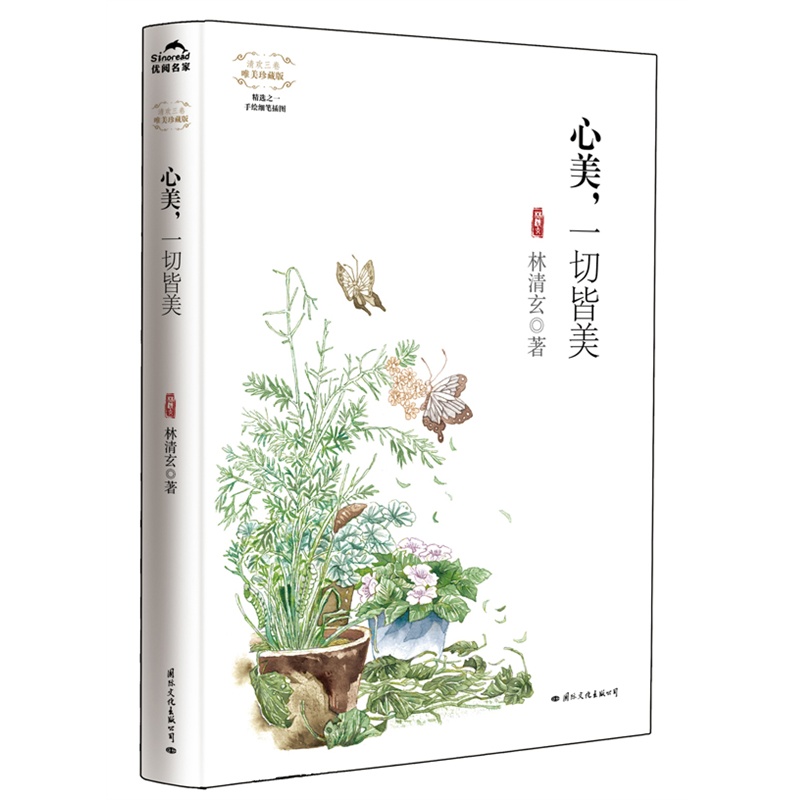 Sinoread
优阅名家
清欢三卷
唯美珍藏版
心美，一切皆美
林清玄◎著
清欢三卷
唯美珍藏版
精选之一
手绘细笔插图
心美，一切皆美
林清玄◎著
国际文化出版公司
国际文化出版公司